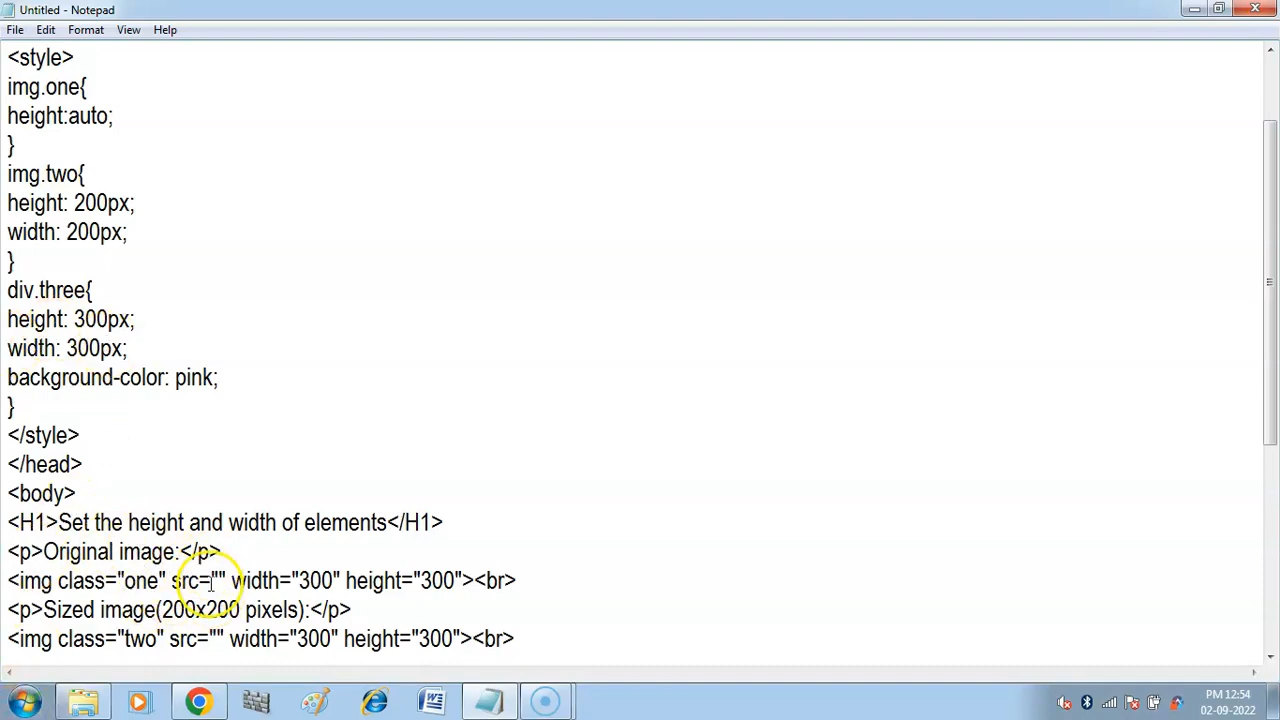 Untitled - Notepad
File Edit Format View Help
<style>
img.one{
height:auto;
}
img.two{
height: 200px;
width: 200px;
}
div.three{
height: 300px;
width: 300px;
background-color: pink;
}
</style>
</head>
<body>
<H1>Set the height and width of elements</H1>
<p>Original image:</p>
<img class="one" src="" width="300" height="300"><br>
<p>Sized image(200x200 pixels):</p>
<img class="two" src="" width="300" height="300"><br>
PM 12:54
02-09-2022